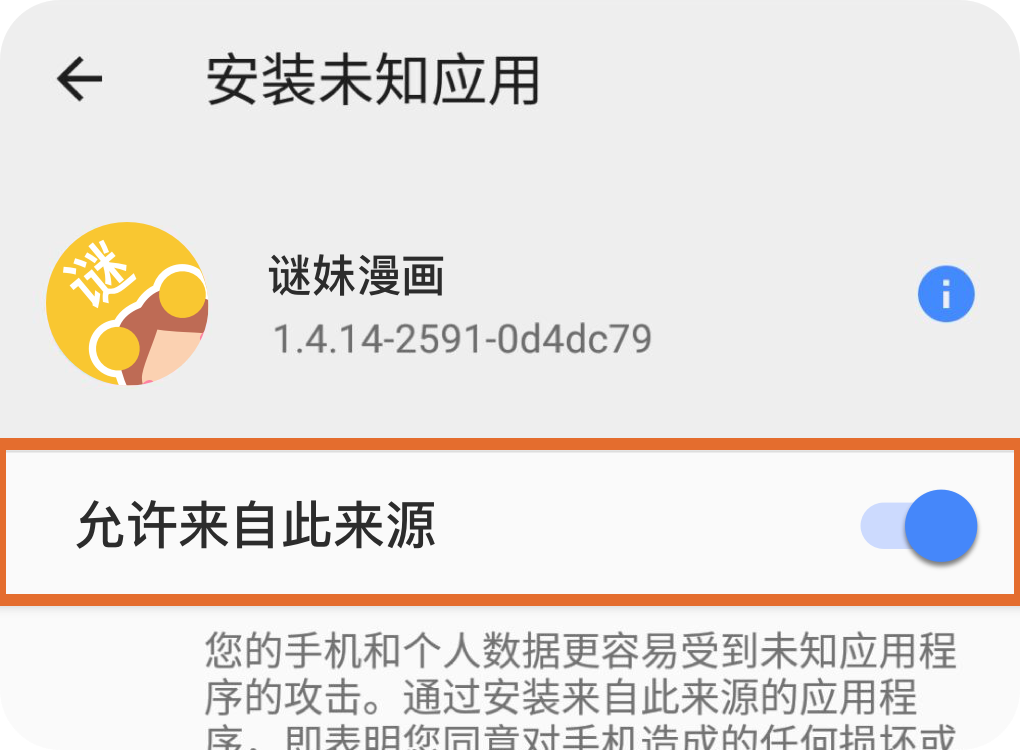 安装未知应用
谜
谜妹漫画
1.4.14-2591-0d4dc79
允许来自此来源
您的手机和个人数据更容易受到未知应用程
序的攻击。通过安装来自此来源的应用程
序，即表明您同意对手机造成的任何损坏或